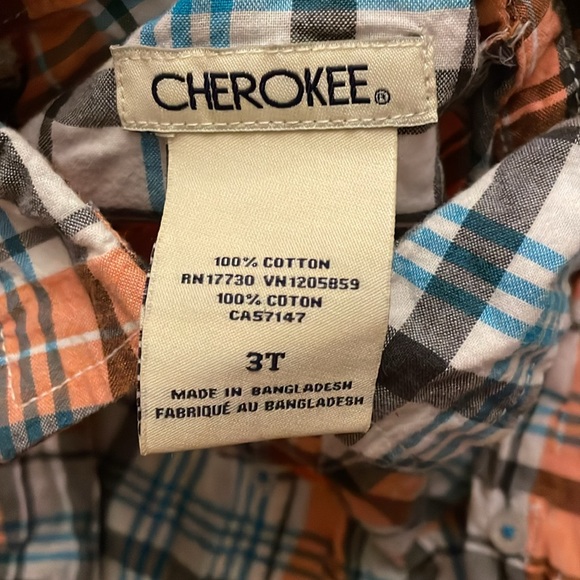 CHEROKEE®
100% COTTON
RN17730 VN1205859
100% COTON
CA57147
3T
MADE IN BANGLADESH
FABRIQUÉ AU BANGLADESH